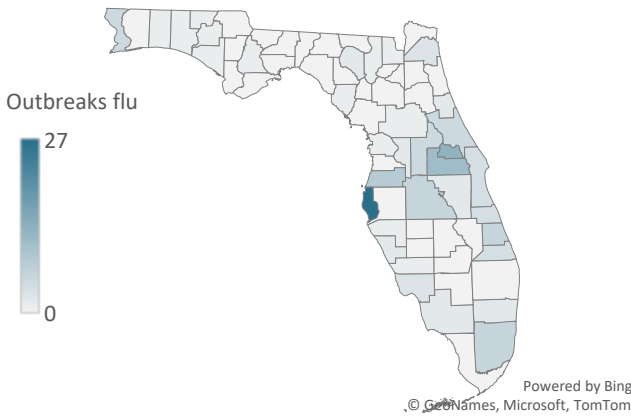 Outbreaks flu
27
0
Powered by Bing
© GeoNames, Microsoft, TomTom